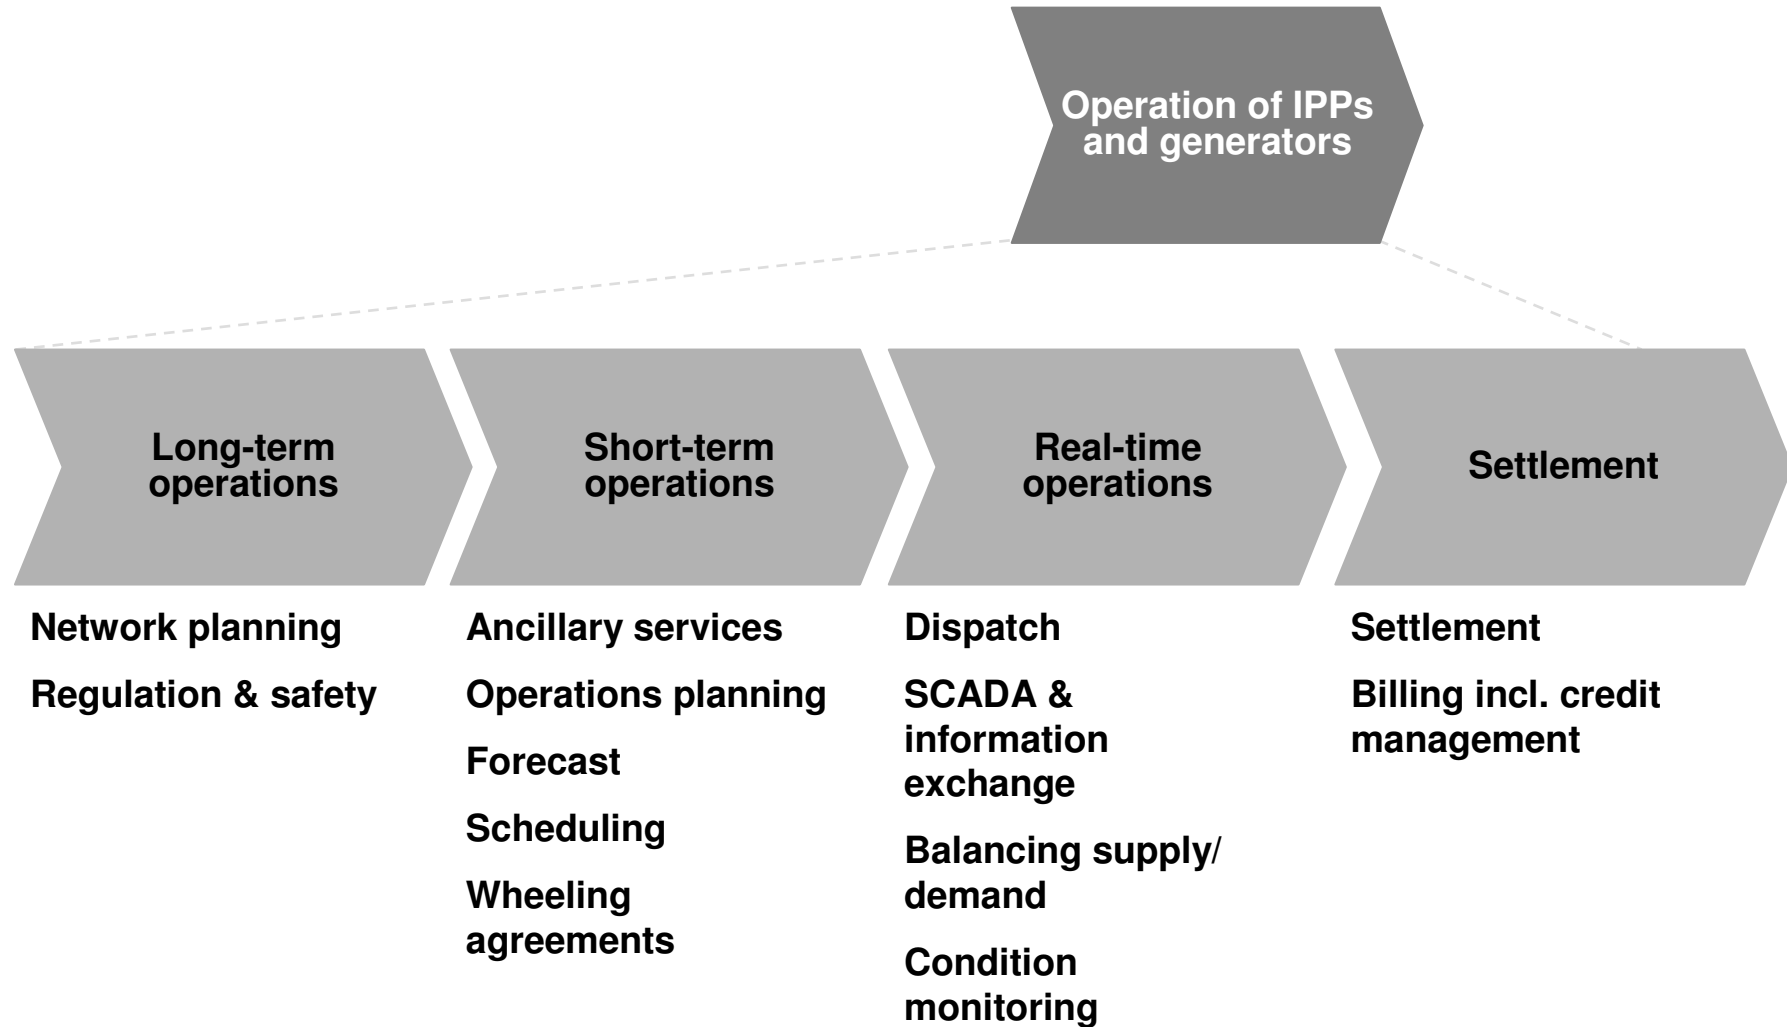 Operation of IPPs
and generators
Long-term
operations
Short-term
operations
Real-time
operations
Settlement
Network planning
Regulation & safety
Ancillary services
Operations planning
Forecast
Scheduling
Wheeling
agreements
Dispatch
SCADA &
information
exchange
Balancing supply/
demand
Condition
monitoring
Settlement
Billing incl. credit
management